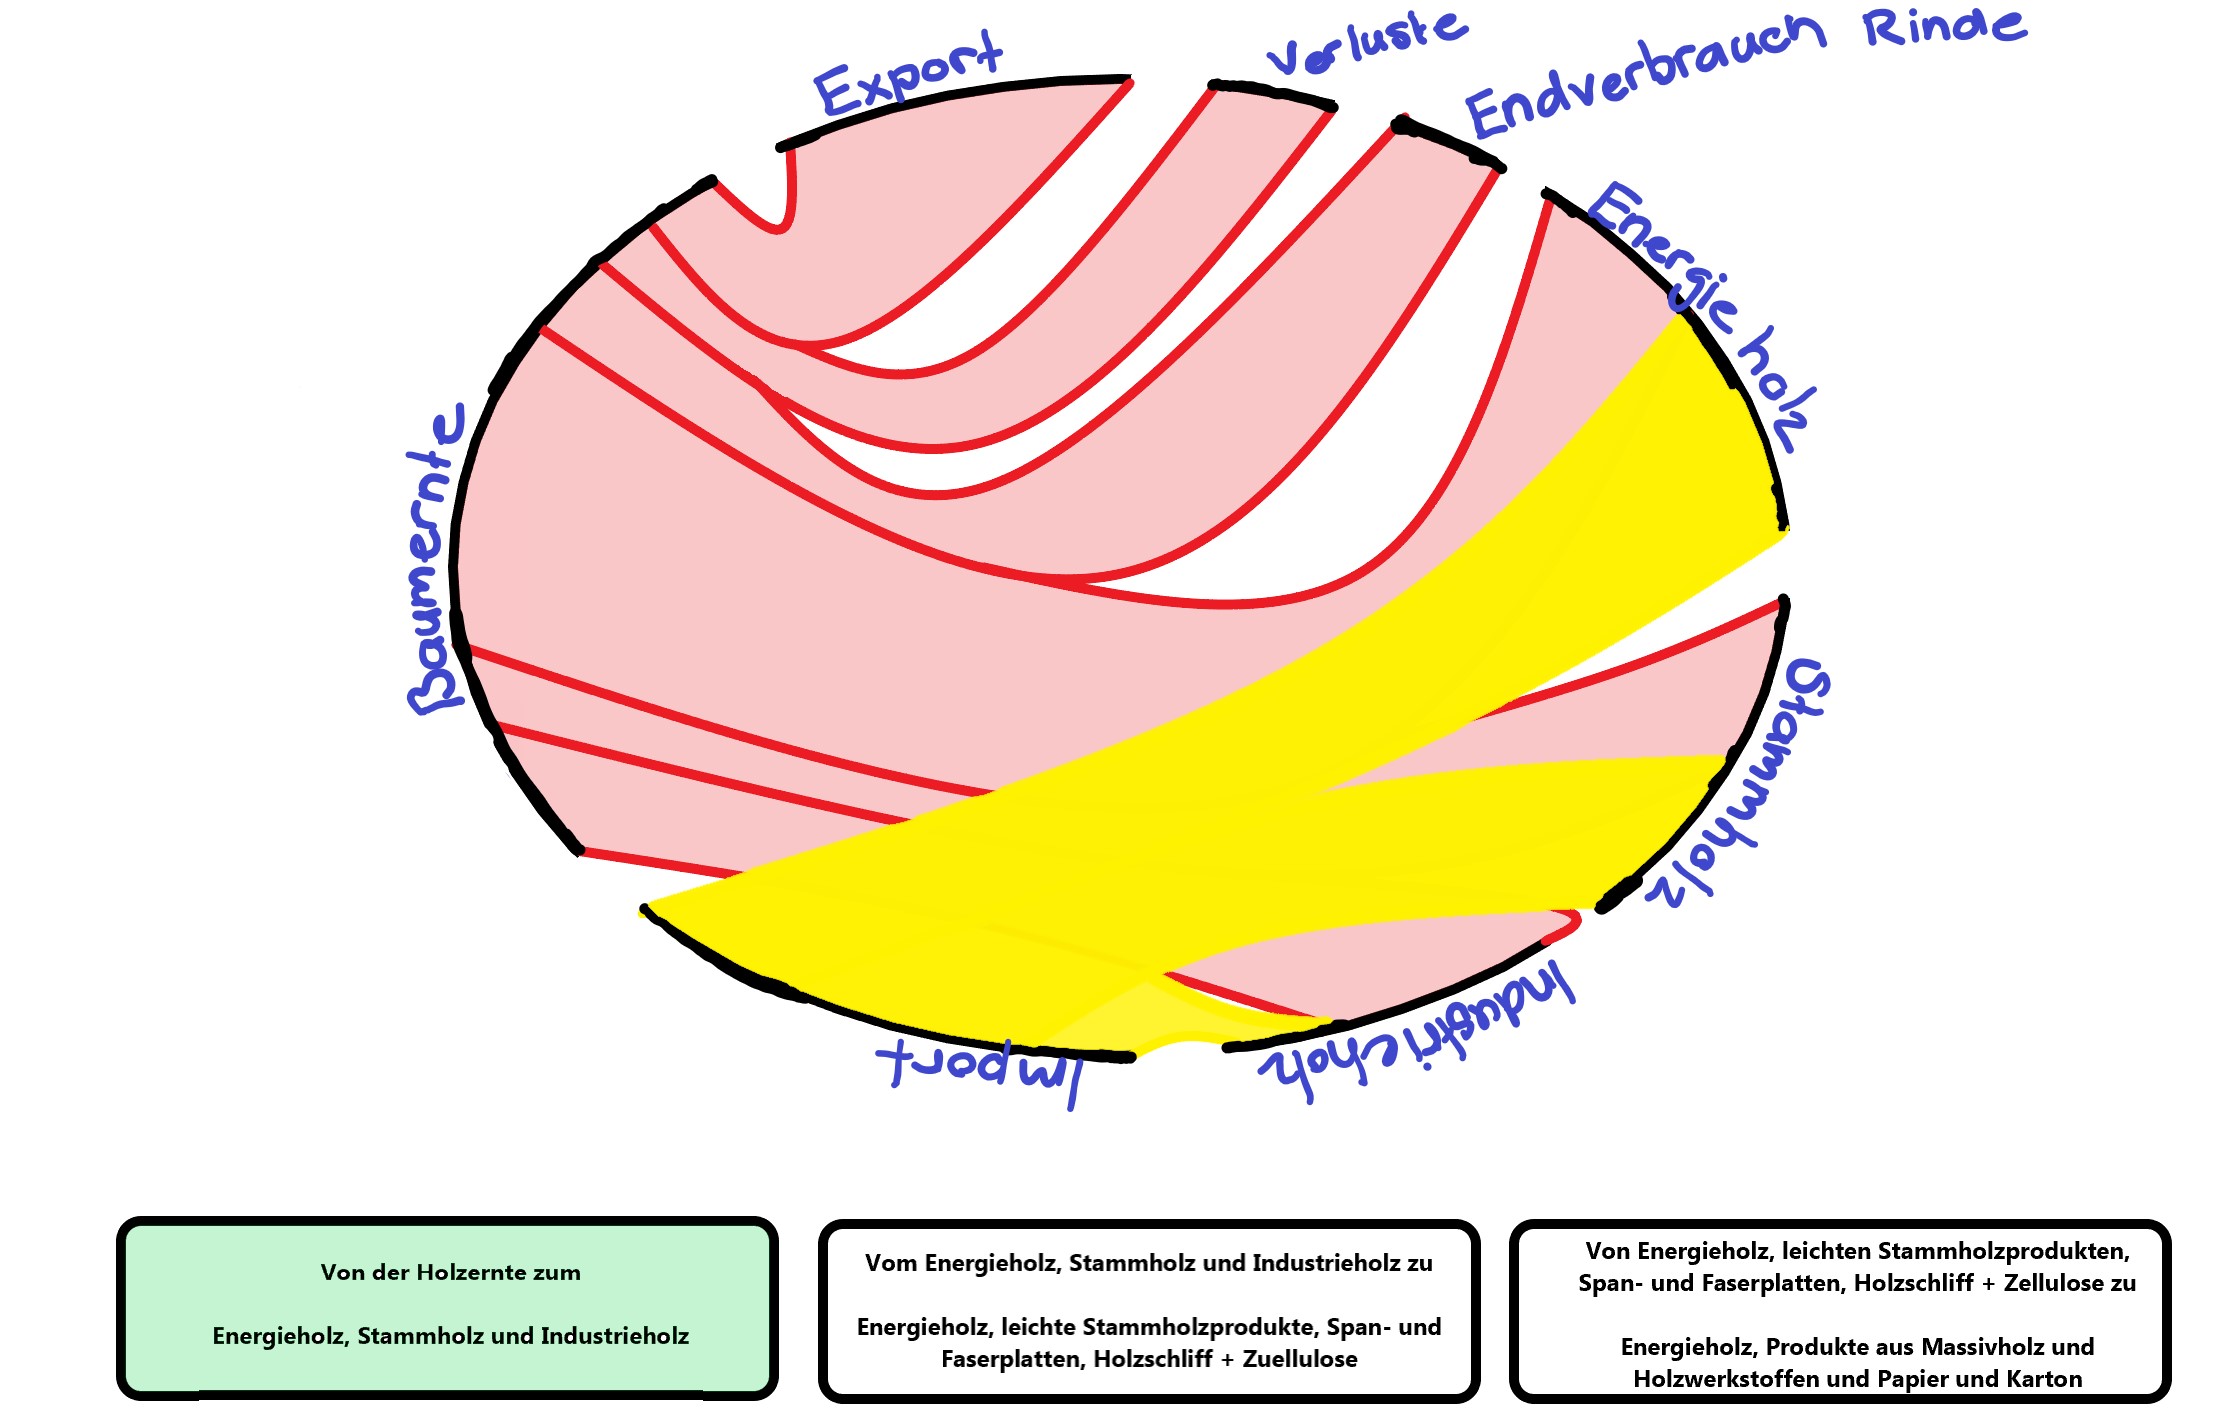 Export
Verluste
Endverbrauch Rinde
Energieholz
Baumernte
Stammholz
Industrieholz
Import
Von der Holzernte zum
Energieholz, Stammholz und Industrieholz
Vom Energieholz, Stammholz und Industrieholz zu
Energieholz, leichte Stammholzprodukte, Span- und
Faserplatten, Holzschliff + Zuellulose
Von Energieholz, leichten Stammholzprodukten,
Span- und Faserplatten, Holzschliff + Zellulose zu
Energieholz, Produkte aus Massivholz und
Holzwerkstoffen und Papier und Karton